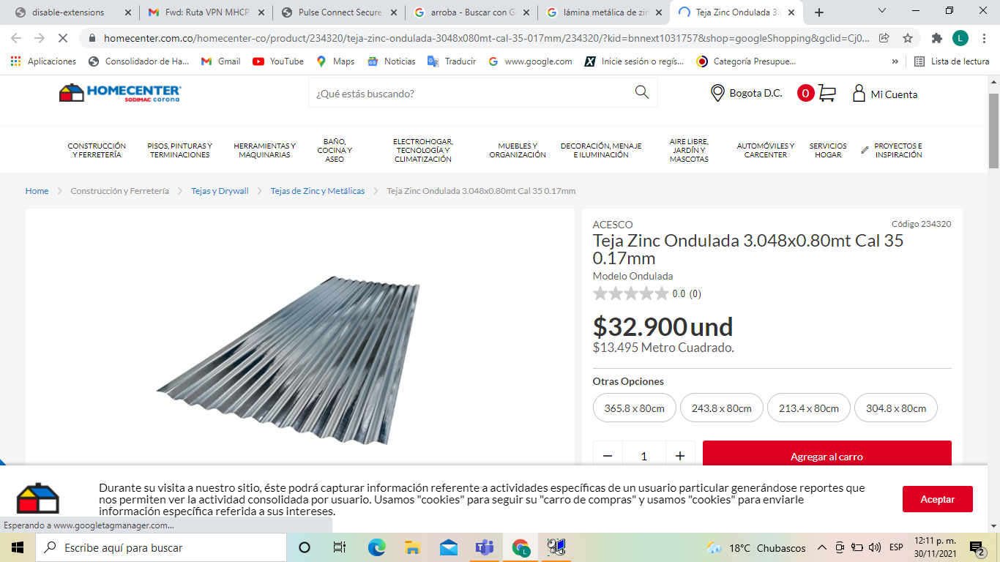 disable-extensions
Fwd: Ruta VPN MHCP
Pulse Connect Secure
arroba - Buscar con G
lámina metálica de zin
Teja Zinc Ondulada 3.0
homecenter.com.co/homecenter-co/product/234320/teja-zinc-ondulada-3048x080mt-cal-35-017mm/234320/?kid=bnnext1031757&shop=googleShopping&gclid=Cj0...
L
Aplicaciones
Consolidador de Ha...
Gmail
YouTube
Maps
Noticias
Traducir
www.google.com
Inicie sesión o regís...
Categoría Presupue...
»
Lista de lectura
HOMECENTER
SODIMAC corona
¿Qué estás buscando?
Bogota D.C.
0
Mi Cuenta
CONSTRUCCIÓN
Y FERRETERÍA
PISOS, PINTURAS Y
TERMINACIONES
HERRAMIENTAS Y
MAQUINARIAS
BAÑO,
COCINA Y
ASEO
ELECTROHOGAR,
TECNOLOGÍA Y
CLIMATIZACIÓN
MUEBLES Y
ORGANIZACIÓN
DECORACIÓN, MENAJE
E ILUMINACIÓN
AIRE LIBRE,
JARDÍN Y
MASCOTAS
AUTOMÓVILES Y
CARCENTER
SERVICIOS
HOGAR
PROYECTOS E
INSPIRACIÓN
Home
Construcción y Ferretería
Tejas y Drywall
Tejas de Zinc y Metálicas
Teja Zinc Ondulada 3.048x0.80mt Cal 35 0.17mm
ACESCO
Código 234320
Teja Zinc Ondulada 3.048x0.80mt Cal 35
0.17mm
Modelo Ondulada
0.0 (0)
$32.900 und
$13.495 Metro Cuadrado.
Otras Opciones
365.8 x 80cm
243.8 x 80cm
213.4 x 80cm
304.8 x 80cm
− 1 +
Agregar al carro
Durante su visita a nuestro sitio, éste podrá capturar información referente a actividades específicas de un usuario particular generándose reportes que
nos permiten ver la actividad consolidada por usuario. Usamos "cookies" para seguir su "carro de compras" y usamos "cookies" para enviarle
información específica referida a sus intereses.
Aceptar
Esperando a www.googletagmanager.com...
Escribe aquí para buscar
18°C Chubascos
ESP
12:11 p. m.
30/11/2021
2